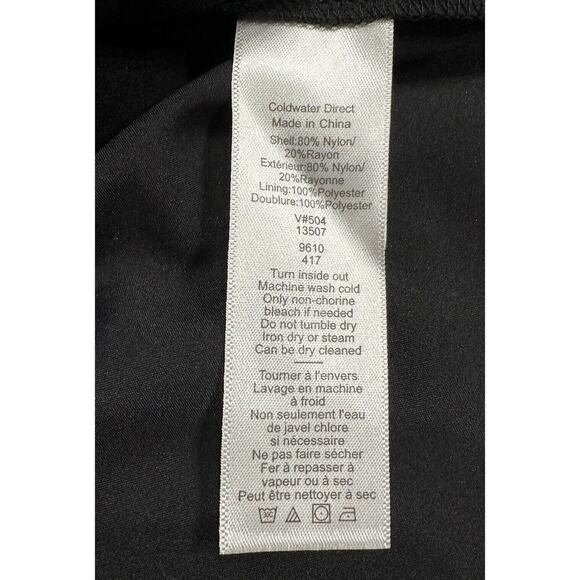 Coldwater Direct
Made in China
Shell:80% Nylon/
20%Rayon
Extérieur:80% Nylon/
20%Rayonne
Lining:100%Polyester
Doublure:100%Polyester
V#504
13507
9610
417
Turn inside out
Machine wash cold
Only non-chorine
bleach if needed
Do not tumble dry
Iron dry or steam
Can be dry cleaned
Tourner à l'envers
Lavage en machine
à froid
Non seulement l'eau
de javel chlore
si nécessaire
Ne pas faire sécher
Fer à repasser à
vapeur ou à sec
Peut être nettoyer à sec